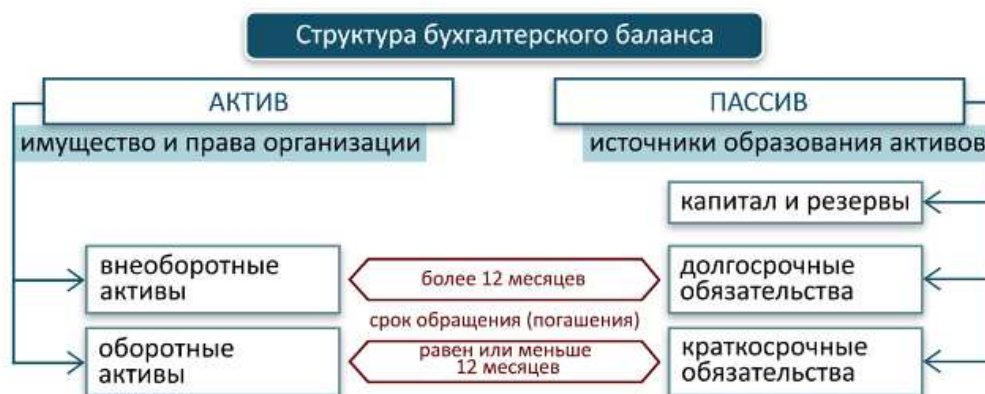 Структура бухгалтерского баланса
АКТИВ
ПАССИВ
имущество и права организации
источники образования активов
капитал и резервы
внеоборотные
активы
более 12 месяцев
долгосрочные
обязательства
срок обращения (погашения)
оборотные
активы
равен или меньше
12 месяцев
краткосрочные
обязательства